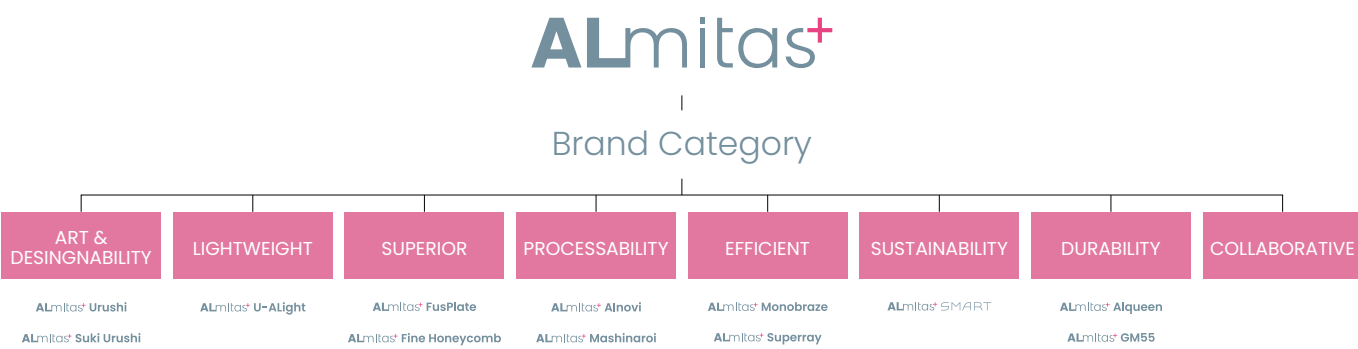 ALmitas+
Brand Category
ART &
DESINGNABILITY
LIGHTWEIGHT
SUPERIOR
PROCESSABILITY
EFFICIENT
SUSTAINABILITY
DURABILITY
COLLABORATIVE
ALmitas+ Urushi
ALmitas+ Suki Urushi
ALmitas+ U-ALight
ALmitas+ FusPlate
ALmitas+ Fine Honeycomb
ALmitas+ Alnovi
ALmitas+ Mashinaroi
ALmitas+ Monobraze
ALmitas+ Superray
ALmitas+ SMART
ALmitas+ Alqueen
ALmitas+ GM55